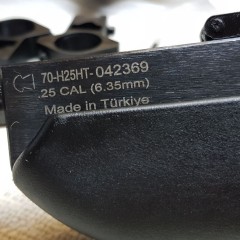 70-H25HT-042369
.25 CAL (6.35mm)
Made in Türkiye